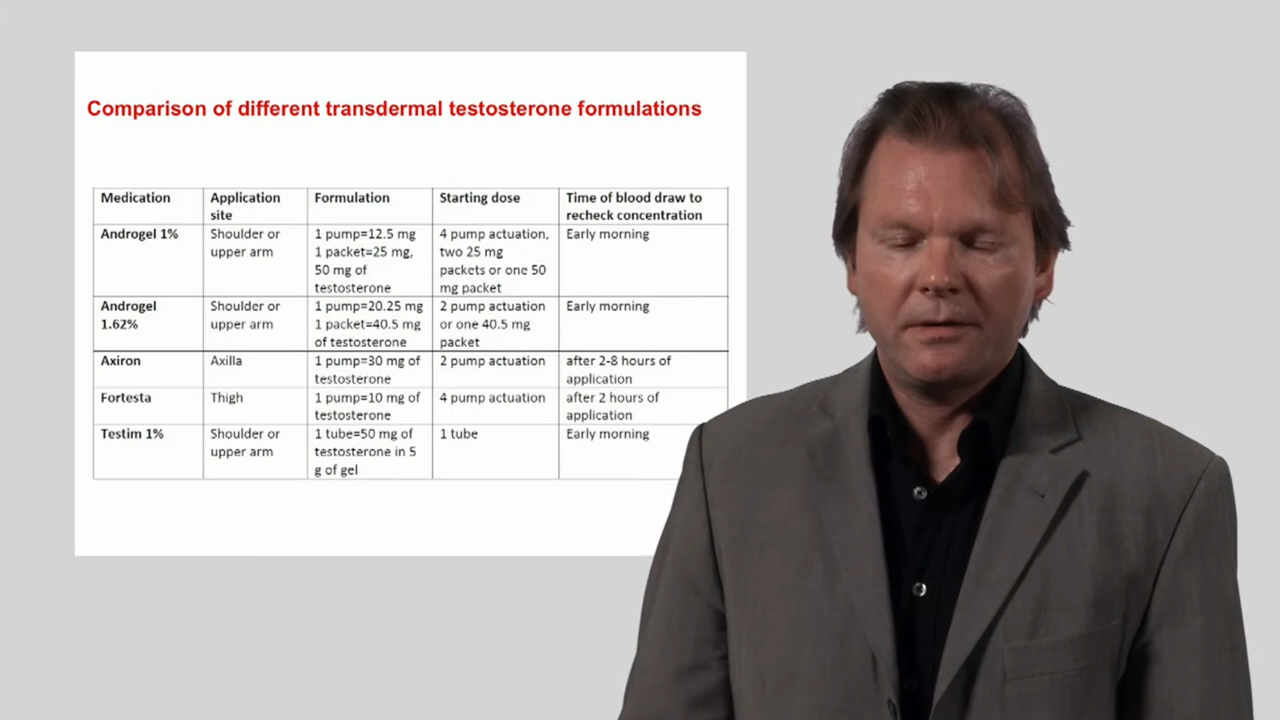 Comparison of different transdermal testosterone formulations
Medication Application site Formulation Starting dose Time of blood draw to recheck concentration
Androgel 1% Shoulder or upper arm 1 pump=12.5 mg 1 packet=25 mg, 50 mg of testosterone 4 pump actuation, two 25 mg packets or one 50 mg packet Early morning
Androgel 1.62% Shoulder or upper arm 1 pump=20.25 mg 1 packet=40.5 mg of testosterone 2 pump actuation or one 40.5 mg packet Early morning
Axiron Axilla 1 pump=30 mg of testosterone 2 pump actuation after 2-8 hours of application
Fortesta Thigh 1 pump=10 mg of testosterone 4 pump actuation after 2 hours of application
Testim 1% Shoulder or upper arm 1 tube=50 mg of testosterone in 5 g of gel 1 tube Early morning